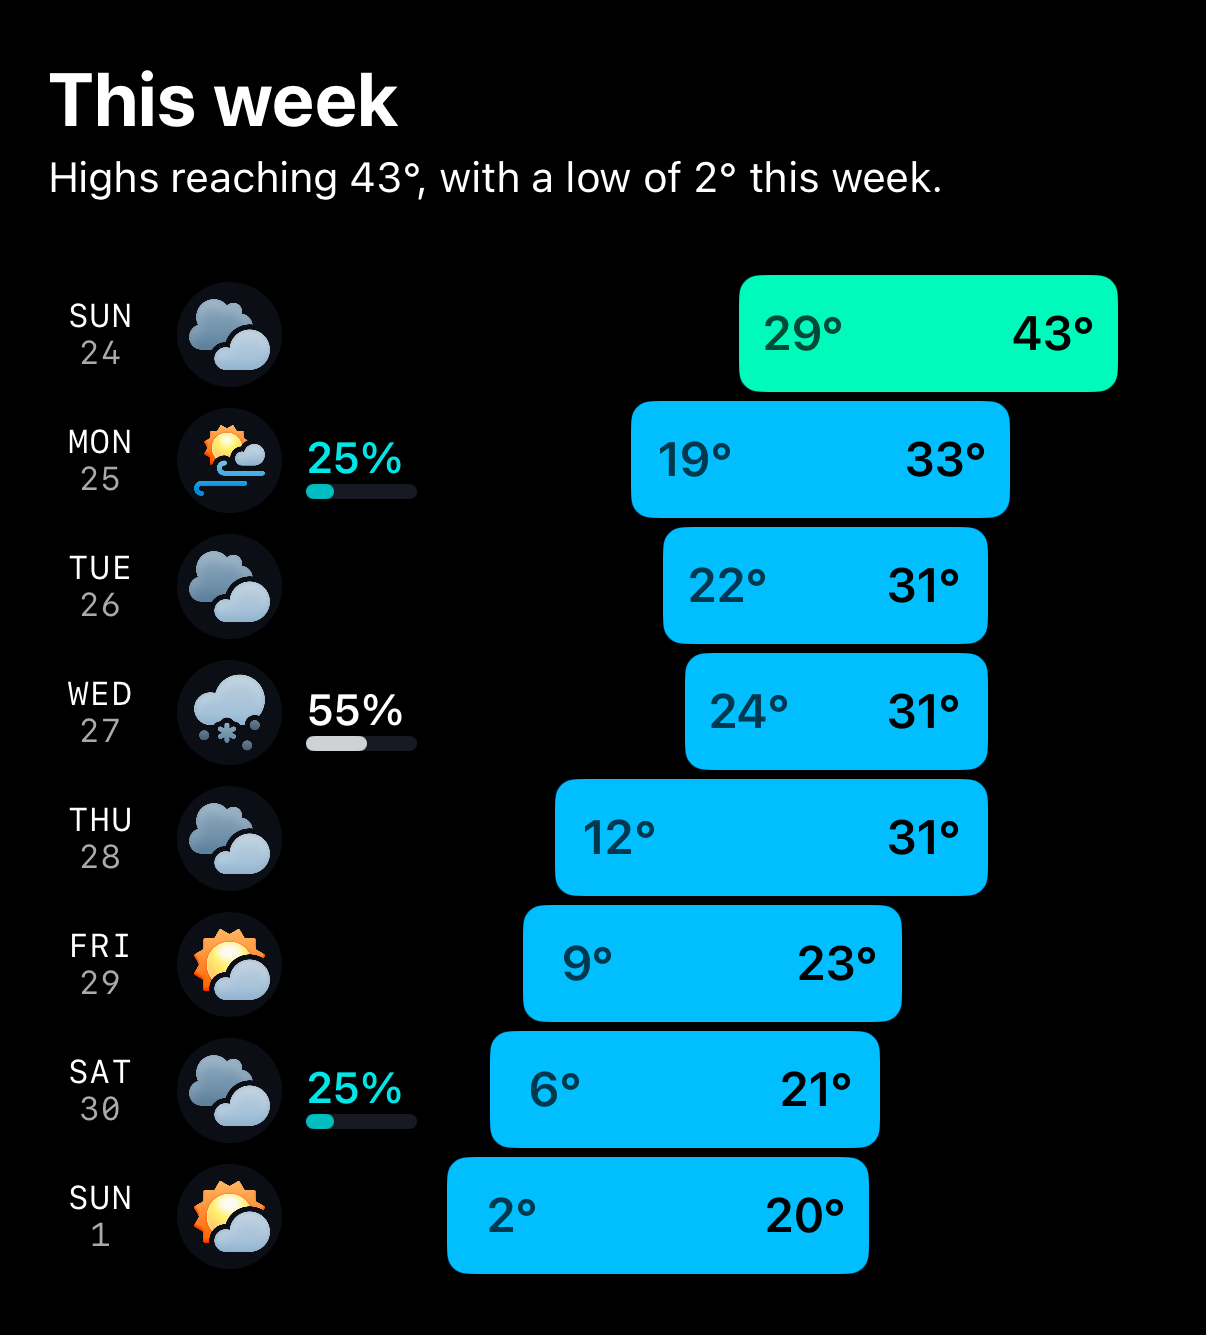 This week
Highs reaching 43°, with a low of 2° this week.
SUN
24
29° 43°
MON
25
25%
19° 33°
TUE
26
22° 31°
WED
27
55%
24° 31°
THU
28
12° 31°
FRI
29
9° 23°
SAT
30
25%
6° 21°
SUN
1
2° 20°